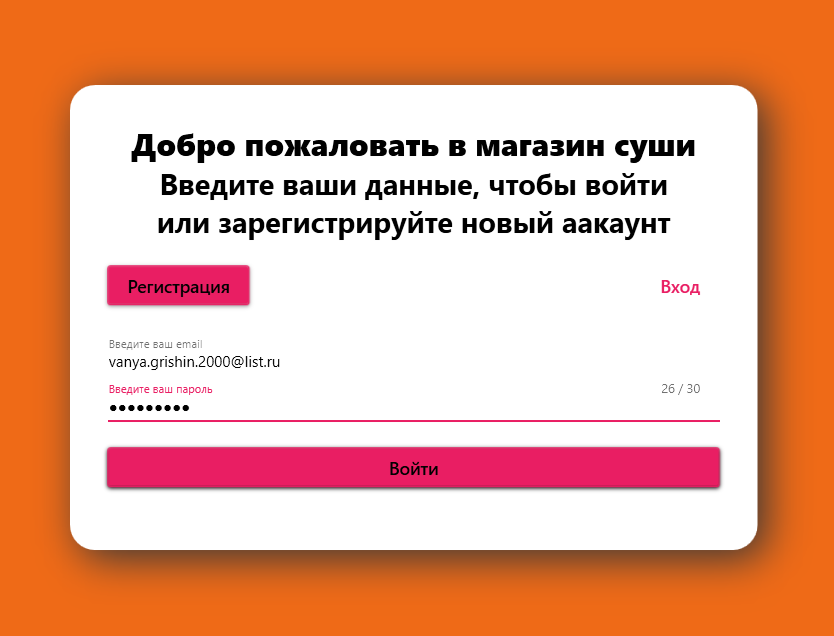 Добро пожаловать в магазин суши
Введите ваши данные, чтобы войти
или зарегистрируйте новый аакаунт
Регистрация
Вход
Введите ваш email
vanya.grishin.2000@list.ru
Введите ваш пароль
26 / 30
●●●●●●●●●
Войти